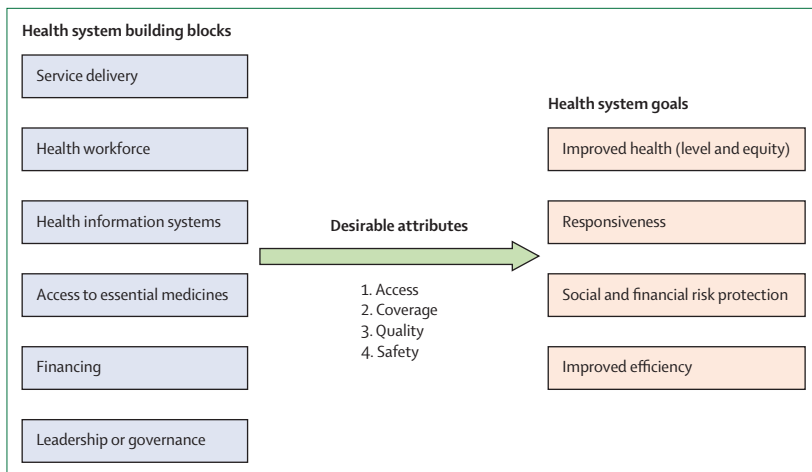 Health system building blocks
Service delivery
Health workforce
Health information systems
Access to essential medicines
Financing
Leadership or governance
Desirable attributes
1. Access
2. Coverage
3. Quality
4. Safety
Health system goals
Improved health (level and equity)
Responsiveness
Social and financial risk protection
Improved efficiency